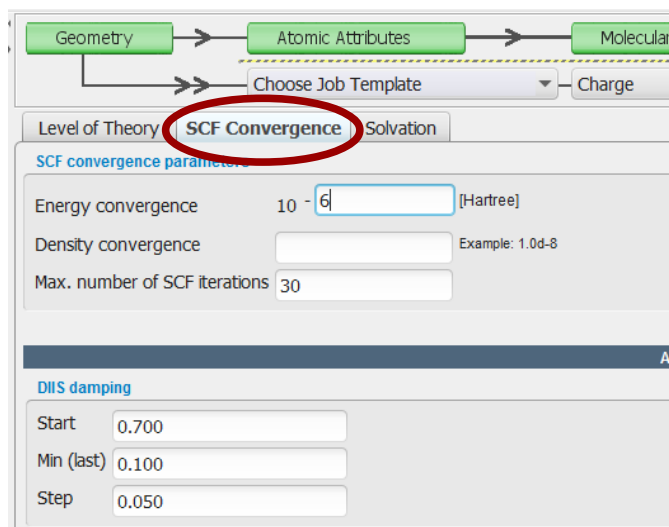 Geometry Atomic Attributes Molecular
Choose Job Template Charge
Level of Theory SCF Convergence Solvation
SCF convergence parameters
Energy convergence 10 - 6 [Hartree]
Density convergence Example: 1.0d-8
Max. number of SCF iterations 30
A
DIIS damping
Start 0.700
Min (last) 0.100
Step 0.050